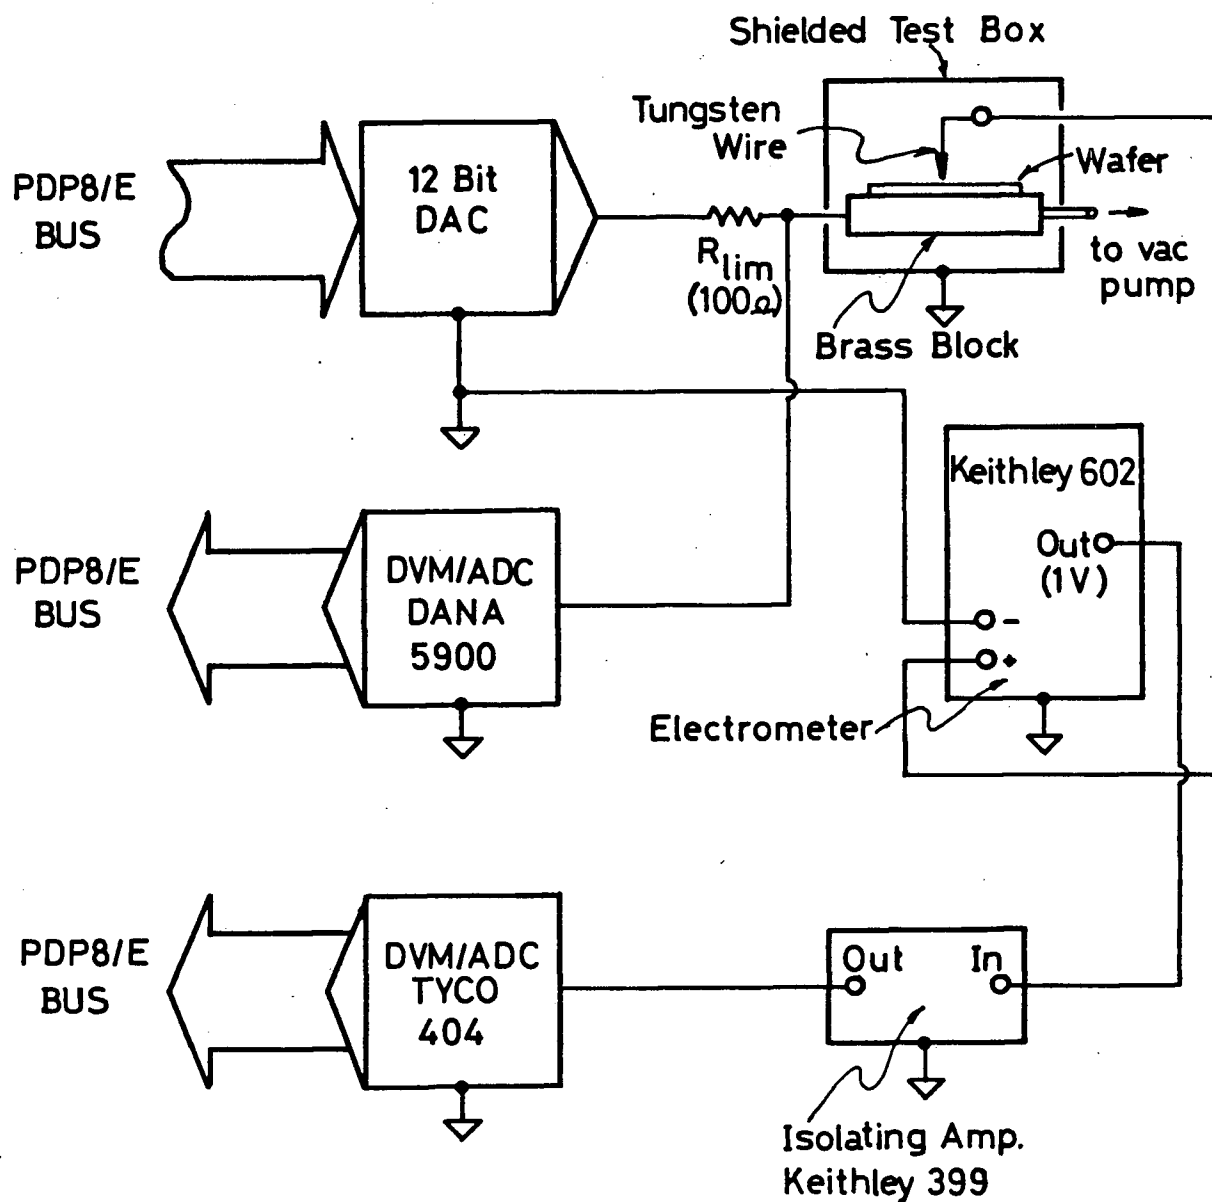 Shielded Test Box
Tungsten
Wire
Wafer
PDP8/E
BUS
12 Bit
DAC
Rlim
(100Ω)
to vac
pump
Brass Block
Keithley 602
Out
(1V)
-
+
PDP8/E
BUS
DVM/ADC
DANA
5900
Electrometer
PDP8/E
BUS
DVM/ADC
TYCO
404
Out
In
Isolating Amp.
Keithley 399